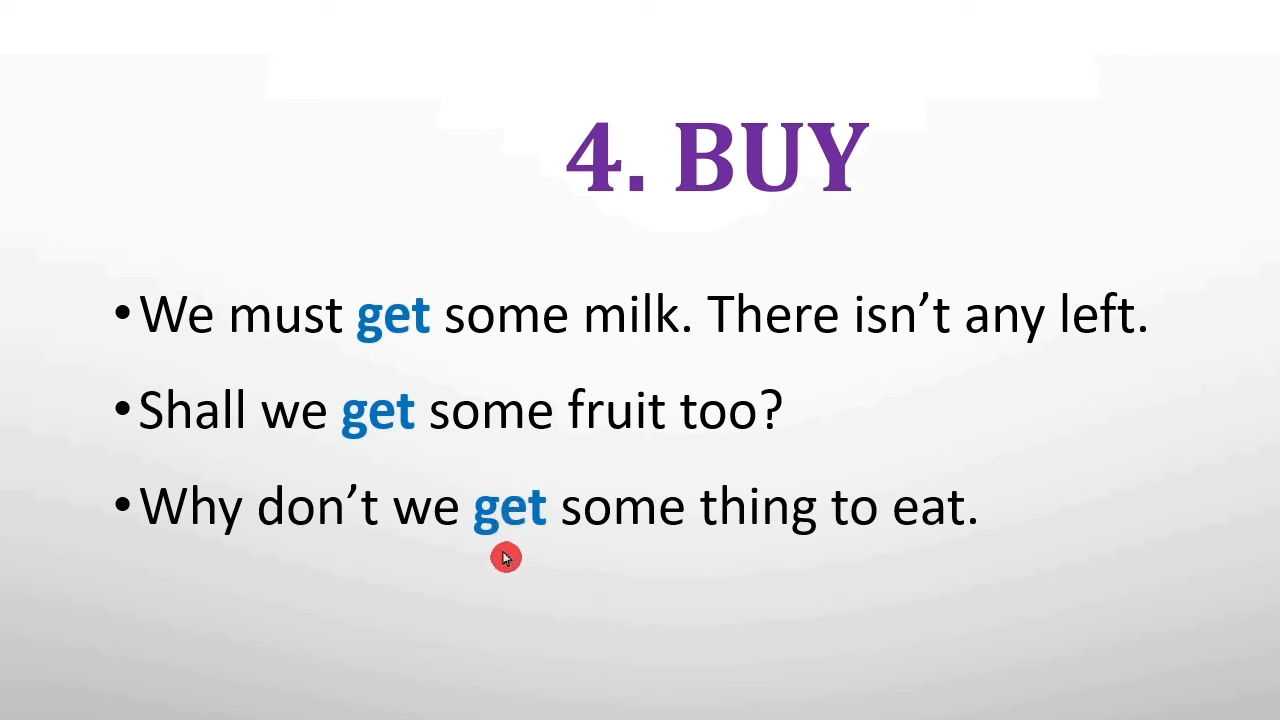 4. BUY
•We must get some milk. There isn’t any left.
•Shall we get some fruit too?
•Why don’t we get some thing to eat.